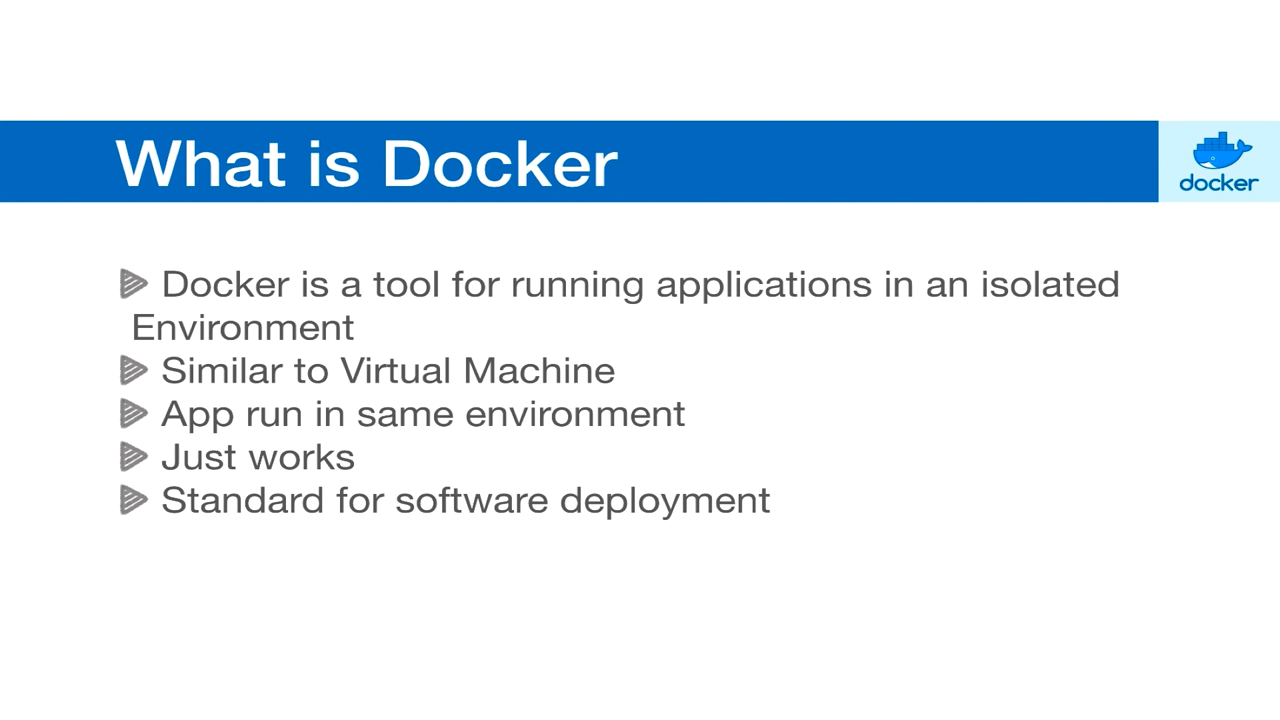 What is Docker
docker
Docker is a tool for running applications in an isolated
Environment
Similar to Virtual Machine
App run in same environment
Just works
Standard for software deployment